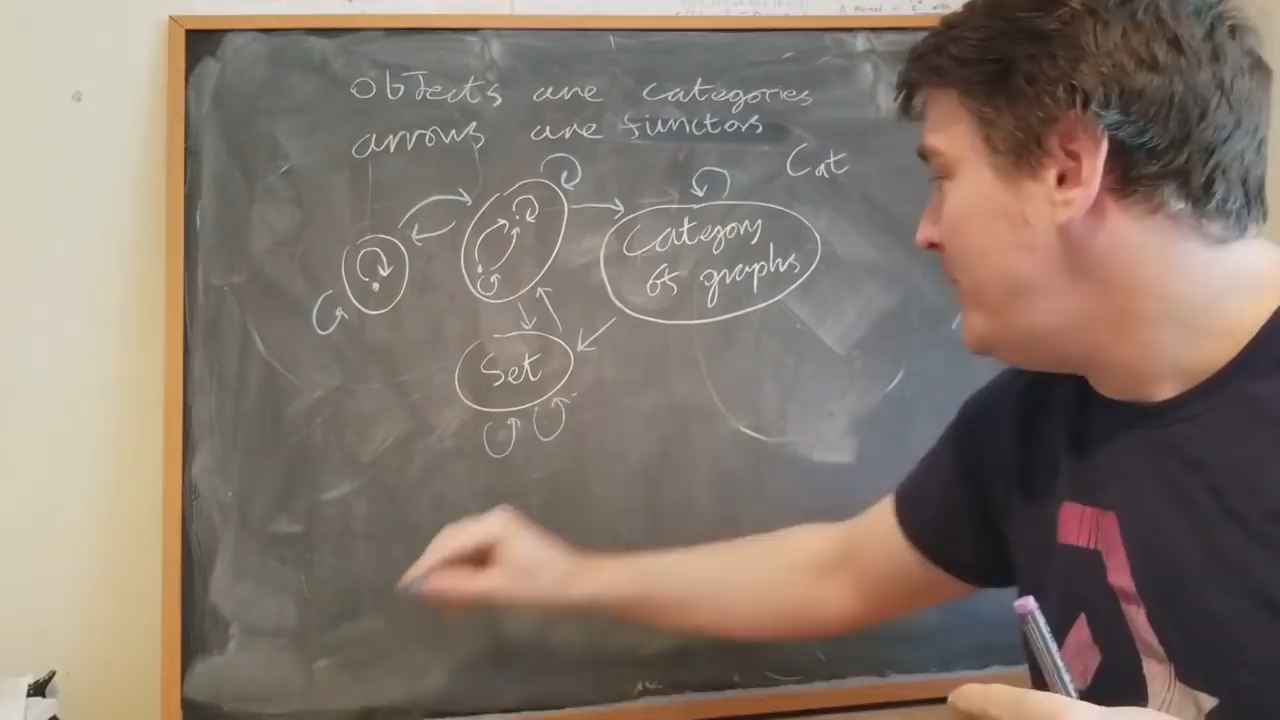 objects are categories
arrows are functors
Cat
Category
of graphs
G
Set